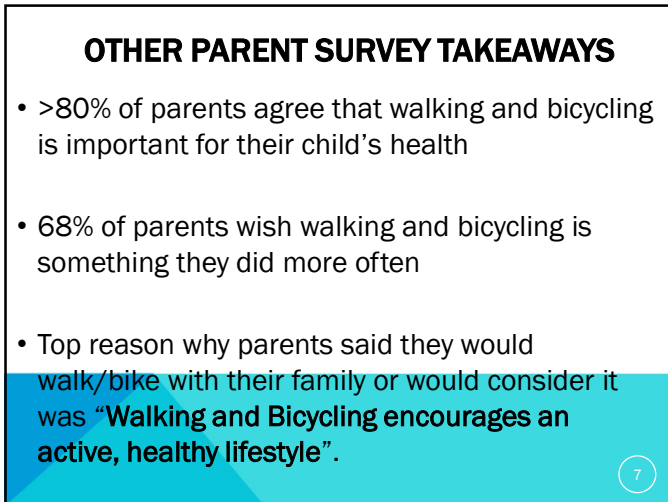 OTHER PARENT SURVEY TAKEAWAYS
• >80% of parents agree that walking and bicycling
is important for their child’s health
• 68% of parents wish walking and bicycling is
something they did more often
• Top reason why parents said they would
walk/bike with their family or would consider it
was “Walking and Bicycling encourages an
active, healthy lifestyle”.
7